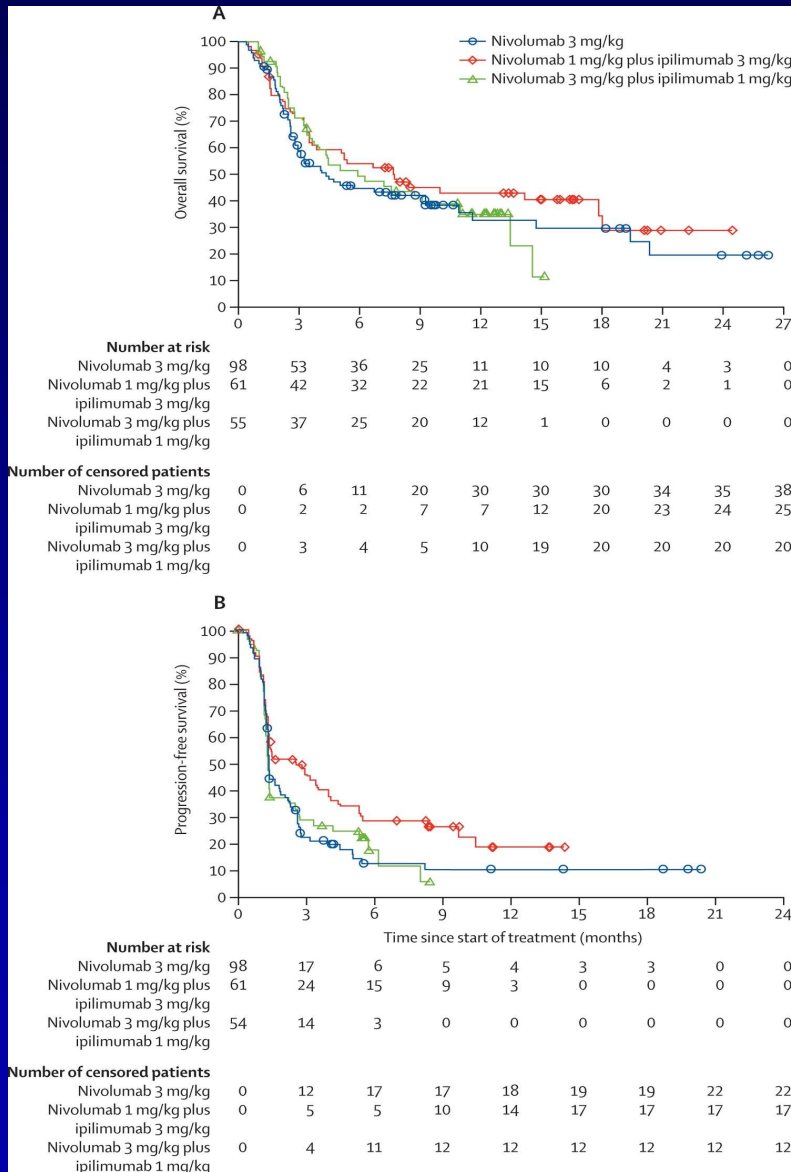 A
Nivolumab 3 mg/kg
Nivolumab 1 mg/kg plus ipilimumab 3 mg/kg
Nivolumab 3 mg/kg plus ipilimumab 1 mg/kg
Overall survival (%)
100
90
80
70
60
50
40
30
20
10
0
0 3 6 9 12 15 18 21 24 27
Number at risk
Nivolumab 3 mg/kg 98 53 36 25 11 10 10 4 3 0
Nivolumab 1 mg/kg plus 61 42 32 22 21 15 6 2 1 0
ipilimumab 3 mg/kg
Nivolumab 3 mg/kg plus 55 37 25 20 12 1 0 0 0 0
ipilimumab 1 mg/kg
Number of censored patients
Nivolumab 3 mg/kg 0 6 11 20 30 30 30 34 35 38
Nivolumab 1 mg/kg plus 0 2 2 7 7 12 20 23 24 25
ipilimumab 3 mg/kg
Nivolumab 3 mg/kg plus 0 3 4 5 10 19 20 20 20 20
ipilimumab 1 mg/kg
B
Progression-free survival (%)
100
90
80
70
60
50
40
30
20
10
0
0 3 6 9 12 15 18 21 24
Time since start of treatment (months)
Number at risk
Nivolumab 3 mg/kg 98 17 6 5 4 3 3 0 0
Nivolumab 1 mg/kg plus 61 24 15 9 3 0 0 0 0
ipilimumab 3 mg/kg
Nivolumab 3 mg/kg plus 54 14 3 0 0 0 0 0 0
ipilimumab 1 mg/kg
Number of censored patients
Nivolumab 3 mg/kg 0 12 17 17 18 19 19 22 22
Nivolumab 1 mg/kg plus 0 5 5 10 14 17 17 17 17
ipilimumab 3 mg/kg
Nivolumab 3 mg/kg plus 0 4 11 12 12 12 12 12 12
ipilimumab 1 mg/kg